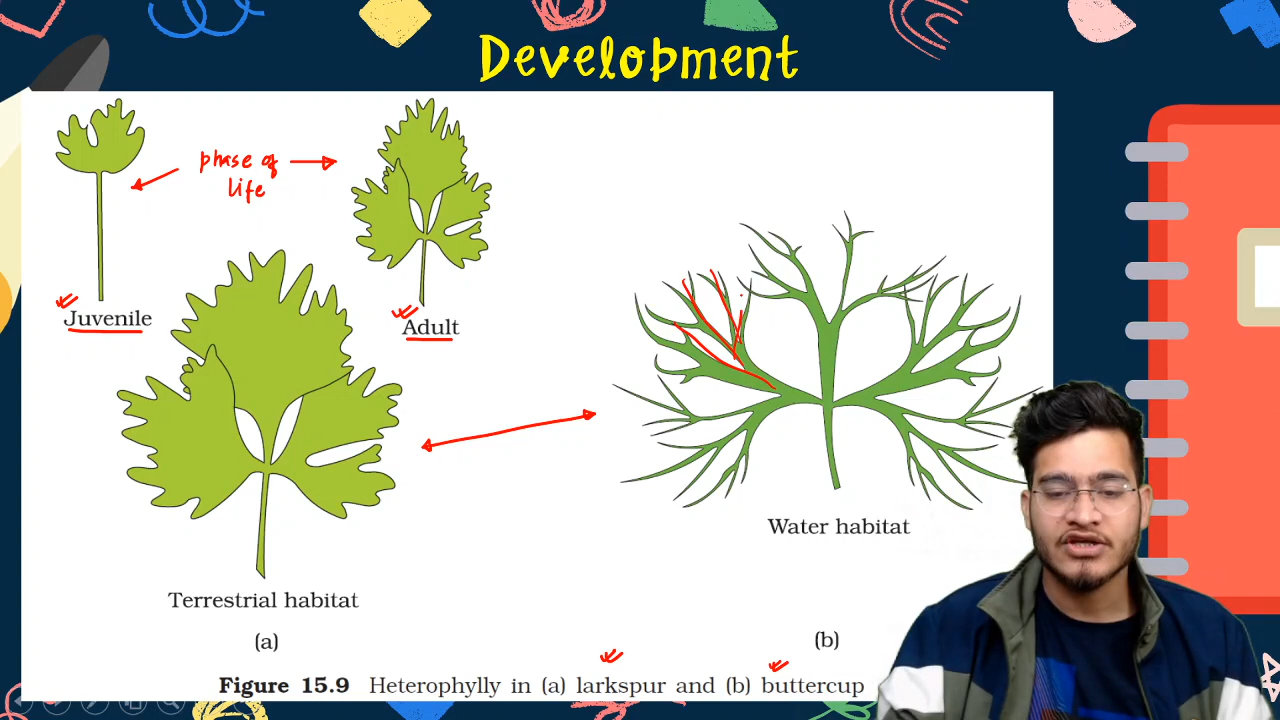 Development
phase of
life
Juvenile
Adult
Water habitat
Terrestrial habitat
(a)
(b)
Figure 15.9 Heterophylly in (a) larkspur and (b) buttercup